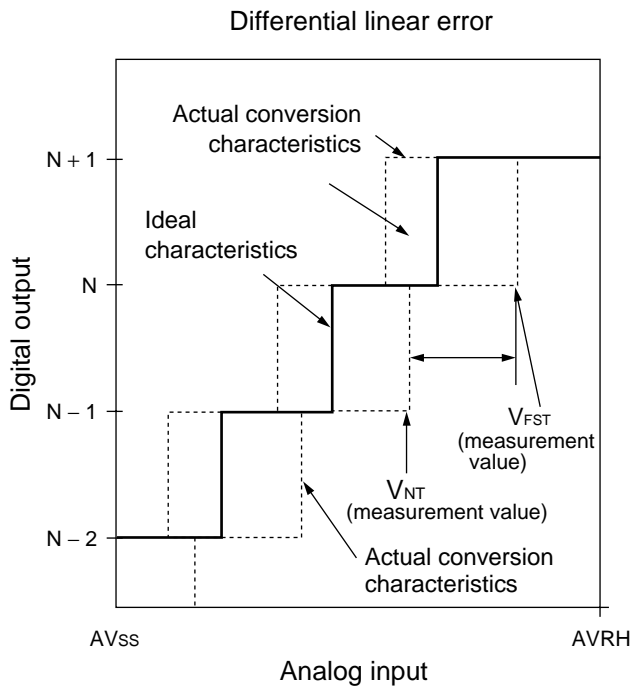 Differential linear error
Actual conversion
characteristics
N + 1
Ideal
characteristics
N
Digital output
N – 1
VFST
(measurement
value)
VNT
(measurement value)
N – 2
Actual conversion
characteristics
AVss
AVRH
Analog input